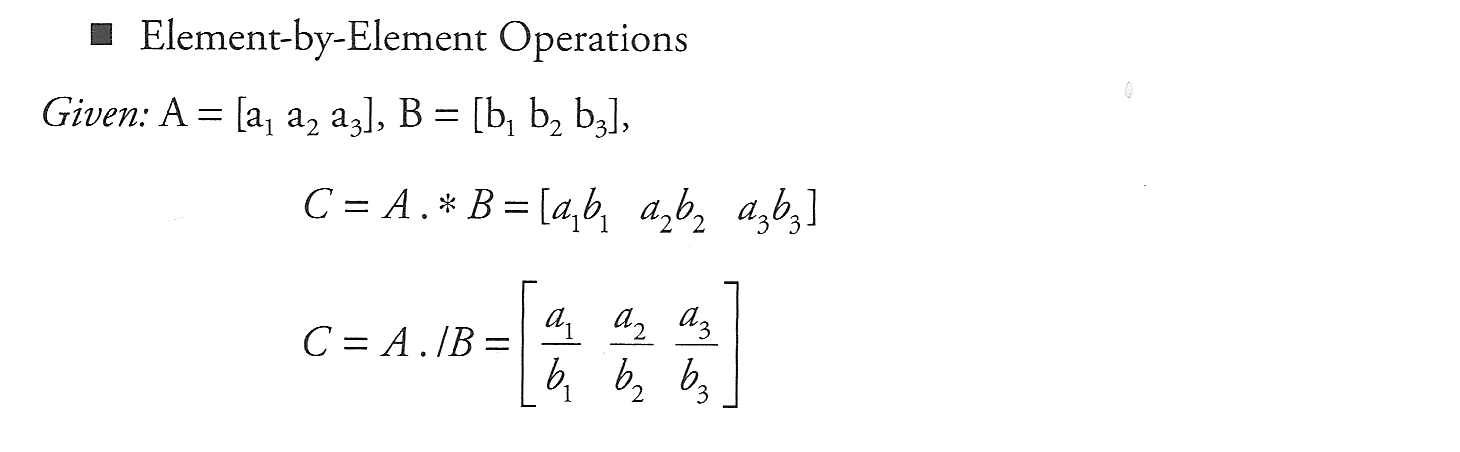 ■ Element-by-Element Operations
Given: A = [a₁ a₂ a₃], B = [b₁ b₂ b₃],
C = A .* B = [a₁b₁ a₂b₂ a₃b₃]
C = A ./B = [a₁/b₁ a₂/b₂ a₃/b₃]